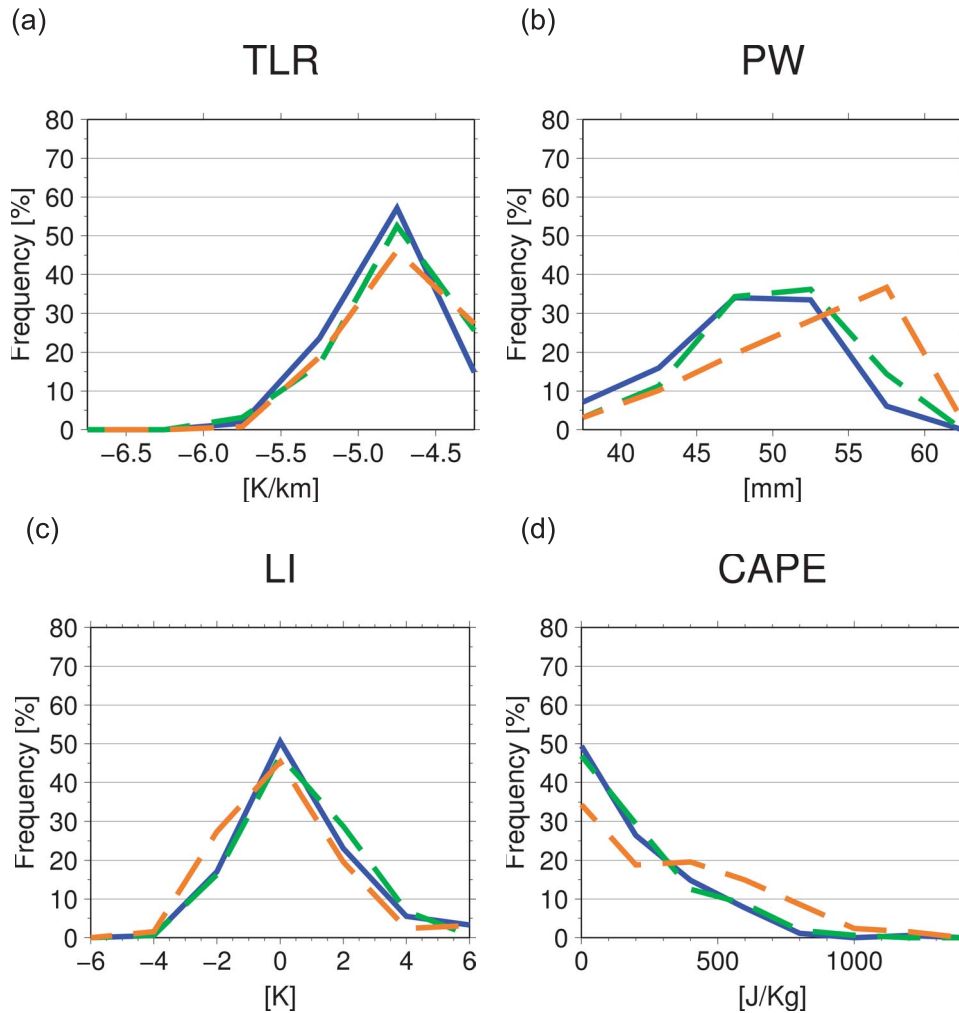 (a)
TLR
80
70
60
50
40
30
20
10
0
Frequency [%]
−6.5 −6.0 −5.5 −5.0 −4.5
[K/km]
(b)
PW
80
70
60
50
40
30
20
10
0
Frequency [%]
40 45 50 55 60
[mm]
(c)
LI
80
70
60
50
40
30
20
10
0
Frequency [%]
−6 −4 −2 0 2 4 6
[K]
(d)
CAPE
80
70
60
50
40
30
20
10
0
Frequency [%]
0 500 1000
[J/Kg]